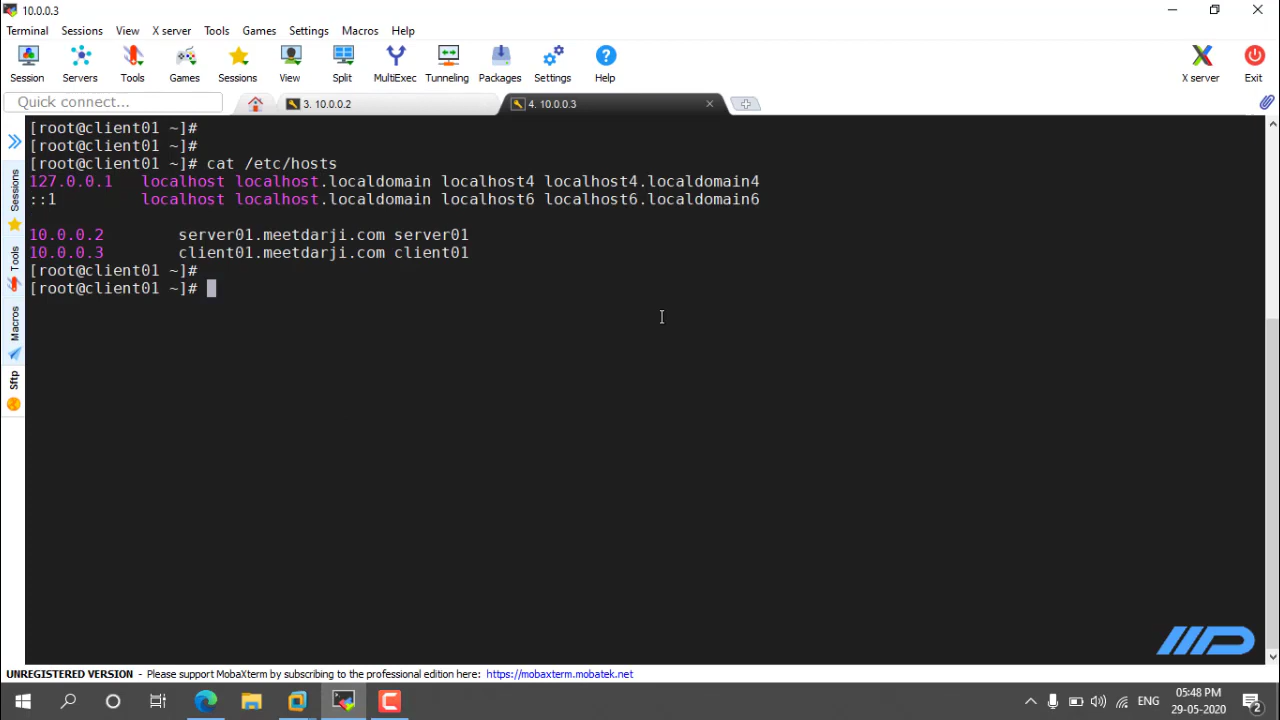 10.0.0.3
Terminal Sessions View X server Tools Games Settings Macros Help
Session Servers Tools Games Sessions View Split MultiExec Tunneling Packages Settings Help X server Exit
Quick connect... 3. 10.0.0.2 4. 10.0.0.3
[root@client01 ~]#
[root@client01 ~]#
[root@client01 ~]# cat /etc/hosts
127.0.0.1 localhost localhost.localdomain localhost4 localhost4.localdomain4
::1 localhost localhost.localdomain localhost6 localhost6.localdomain6
10.0.0.2 server01.meetdarji.com server01
10.0.0.3 client01.meetdarji.com client01
[root@client01 ~]#
[root@client01 ~]#
Sessions
Tools
Macros
Sftp
UNREGISTERED VERSION - Please support MobaXterm by subscribing to the professional edition here: https://mobaxterm.mobatek.net
ENG
05:48 PM
29-05-2020
2